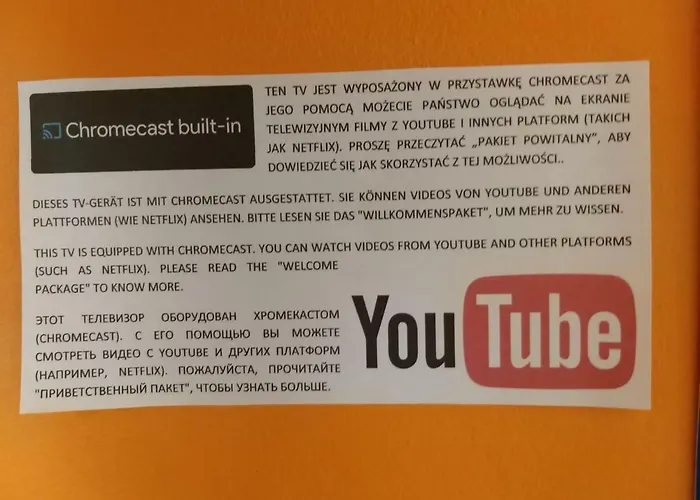 Chromecast built-in
TEN TV JEST WYPOSAŻONY W PRZYSTAWKĘ CHROMECAST ZA
JEGO POMOCĄ MOŻECIE PAŃSTWO OGLĄDAĆ NA EKRANIE
TELEWIZYJNYM FILMY Z YOUTUBE I INNYCH PLATFORM (TAKICH
JAK NETFLIX). PROSZĘ PRZECZYTAĆ „PAKIET POWITALNY”, ABY
DOWIEDZIEĆ SIĘ JAK SKORZYSTAĆ Z TEJ MOŻLIWOŚCI..
DIESES TV-GERÄT IST MIT CHROMECAST AUSGESTATTET. SIE KÖNNEN VIDEOS VON YOUTUBE UND ANDEREN
PLATTFORMEN (WIE NETFLIX) ANSEHEN. BITTE LESEN SIE DAS "WILLKOMMENSPAKET", UM MEHR ZU WISSEN.
THIS TV IS EQUIPPED WITH CHROMECAST. YOU CAN WATCH VIDEOS FROM YOUTUBE AND OTHER PLATFORMS
(SUCH AS NETFLIX). PLEASE READ THE "WELCOME
PACKAGE" TO KNOW MORE.
ЭТОТ ТЕЛЕВИЗОР ОБОРУДОВАН ХРОМЕКАСТОМ
(CHROMECAST). С ЕГО ПОМОЩЬЮ ВЫ МОЖЕТЕ
СМОТРЕТЬ ВИДЕО С YOUTUBE И ДРУГИХ ПЛАТФОРМ
(НАПРИМЕР, NETFLIX). ПОЖАЛУЙСТА, ПРОЧИТАЙТЕ
"ПРИВЕТСТВЕННЫЙ ПАКЕТ", ЧТОБЫ УЗНАТЬ БОЛЬШЕ.
YouTube